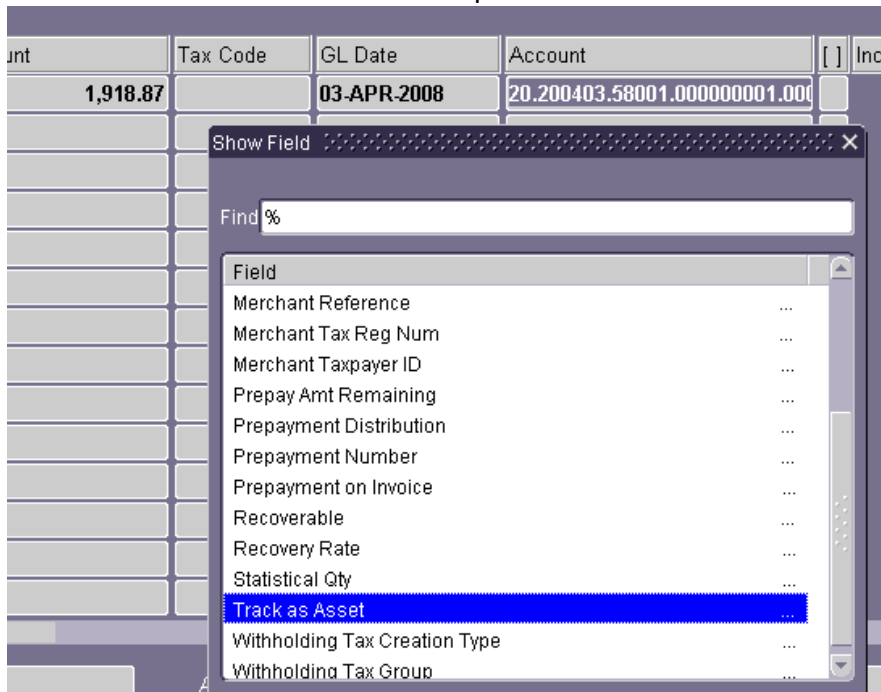 unt Tax Code GL Date Account [ ] Inc
1,918.87 03-APR-2008 20.200403.58001.000000001.000
Show Field
Find %
Field
Merchant Reference ...
Merchant Tax Reg Num ...
Merchant Taxpayer ID ...
Prepay Amt Remaining ...
Prepayment Distribution ...
Prepayment Number ...
Prepayment on Invoice ...
Recoverable ...
Recovery Rate ...
Statistical Qty ...
Track as Asset ...
Withholding Tax Creation Type ...
Withholding Tax Group ...
A